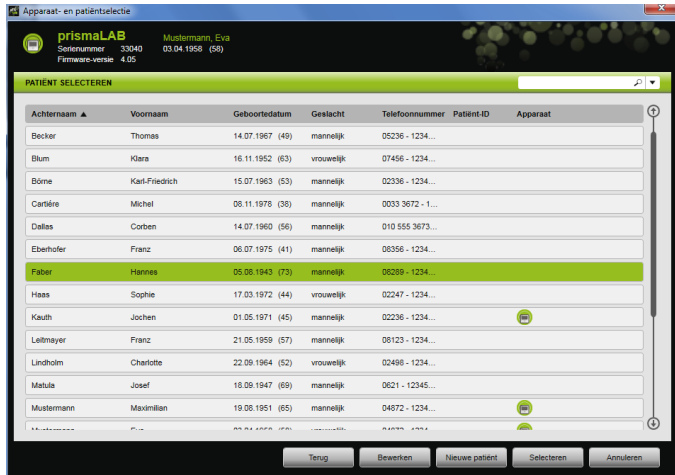 Apparaat- en patiëntselectie
prismaLAB Mustermann, Eva
Serienummer 33040 03.04.1958 (58)
Firmware-versie 4.05
PATIËNT SELECTEREN
Achternaam ▲ Voornaam Geboortedatum Geslacht Telefoonnummer Patiënt-ID Apparaat
Becker Thomas 14.07.1967 (49) mannelijk 05236 - 1234...
Blum Klara 16.11.1952 (63) vrouwelijk 07456 - 1234...
Börne Karl-Friedrich 15.07.1963 (53) mannelijk 02336 - 1234...
Cartiére Michel 08.11.1978 (38) mannelijk 0033 3672 - 1...
Dallas Corben 14.07.1960 (56) mannelijk 010 555 3673...
Eberhofer Franz 06.07.1975 (41) mannelijk 08356 - 1234...
Faber Hannes 05.06.1943 (73) mannelijk 08289 - 1234...
Haas Sophie 17.03.1972 (44) vrouwelijk 02247 - 1234...
Kauth Jochen 01.05.1971 (45) mannelijk 02236 - 1234...
Leitmayer Franz 21.05.1959 (57) mannelijk 08123 - 1234...
Lindholm Charlotte 22.09.1964 (52) vrouwelijk 02498 - 1234...
Matula Josef 18.09.1947 (69) mannelijk 0621 - 12345...
Mustermann Maximilian 19.08.1951 (65) mannelijk 04872 - 1234...
Terug Bewerken Nieuwe patiënt Selecteren Annuleren